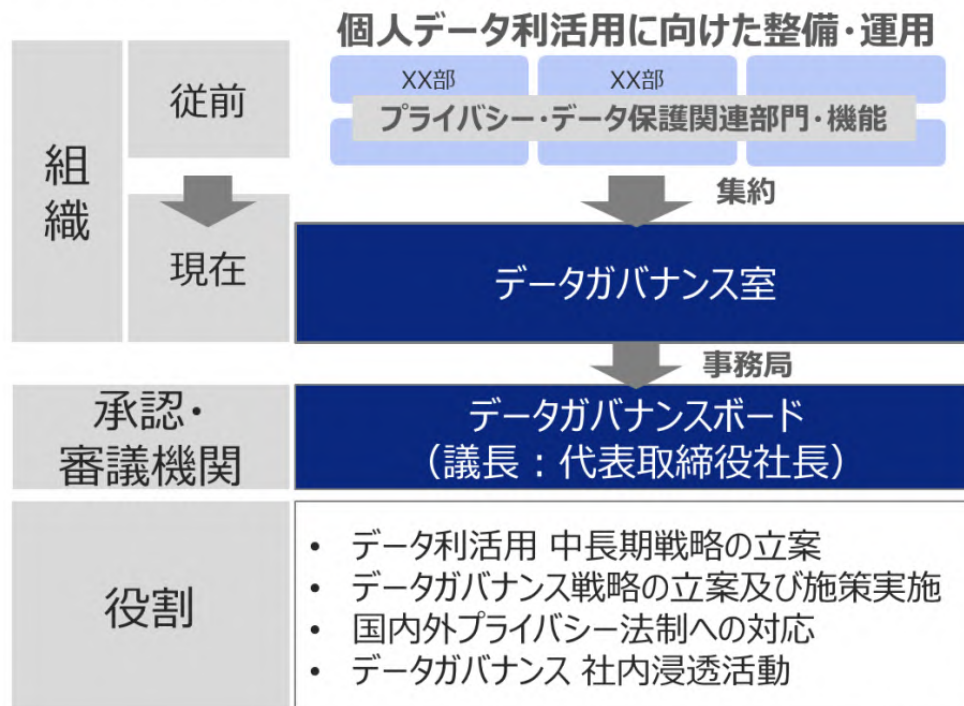 個人データ利活用に向けた整備・運用
組織
従前
XX部
XX部
プライバシー・データ保護関連部門・機能
集約
現在
データガバナンス室
事務局
承認・
審議機関
データガバナンスボード
（議長：代表取締役社長）
役割
• データ利活用 中長期戦略の立案
• データガバナンス戦略の立案及び施策実施
• 国内外プライバシー法制への対応
• データガバナンス 社内浸透活動